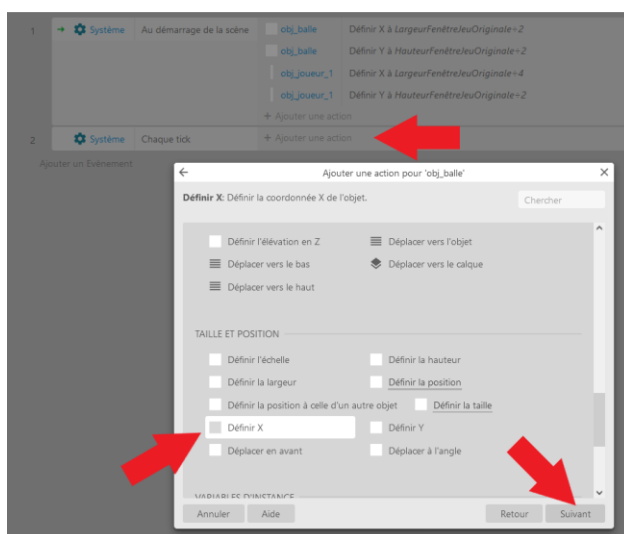 1 Système Au démarrage de la scène obj_balle Définir X à LargeurFenêtreJeuOriginale÷2
obj_balle Définir Y à HauteurFenêtreJeuOriginale÷2
obj_joueur_1 Définir X à LargeurFenêtreJeuOriginale÷4
obj_joueur_1 Définir Y à HauteurFenêtreJeuOriginale÷2
+ Ajouter une action
2 Système Chaque tick + Ajouter une action
Ajouter un Evénement
Ajouter une action pour 'obj_balle'
Définir X: Définir la coordonnée X de l'objet.
Chercher
Définir l'élévation en Z Déplacer vers l'objet
Déplacer vers le bas Déplacer vers le calque
Déplacer vers le haut
TAILLE ET POSITION
Définir l'échelle Définir la hauteur
Définir la largeur Définir la position
Définir la position à celle d'un autre objet Définir la taille
Définir X Définir Y
Déplacer en avant Déplacer à l'angle
VARIABLES D'INSTANCE
Annuler Aide Retour Suivant